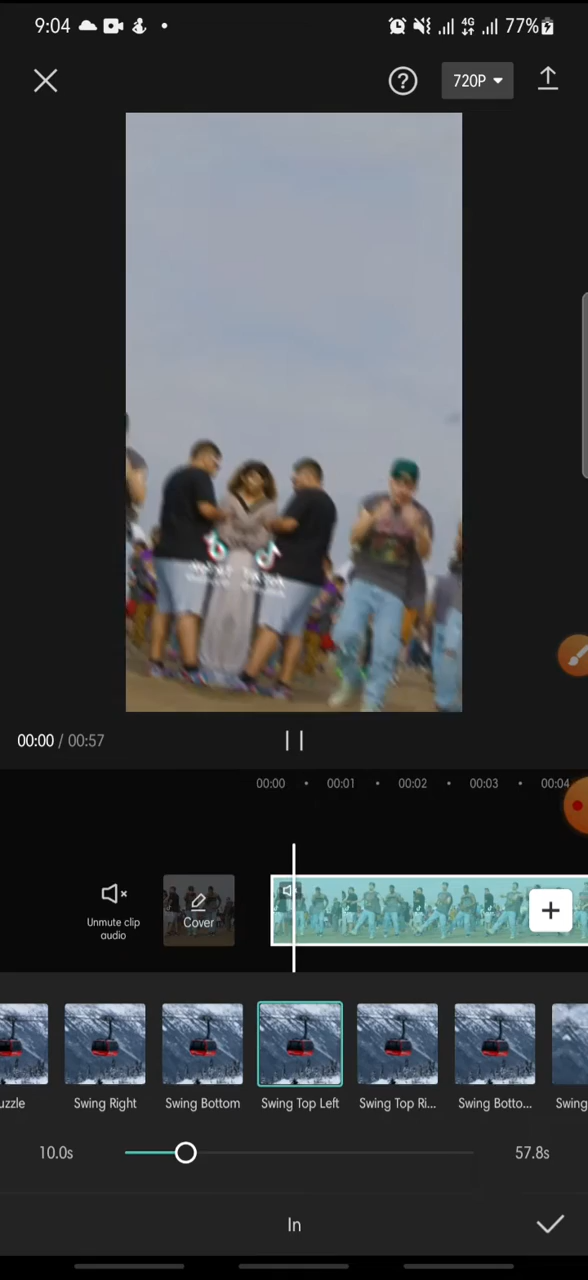 9:04
4G
77%
720P
00:00 / 00:57
00:00
00:01
00:02
00:03
00:04
Unmute clip
audio
Cover
uzzle
Swing Right
Swing Bottom
Swing Top Left
Swing Top Ri...
Swing Botto...
Swing
10.0s
57.8s
In